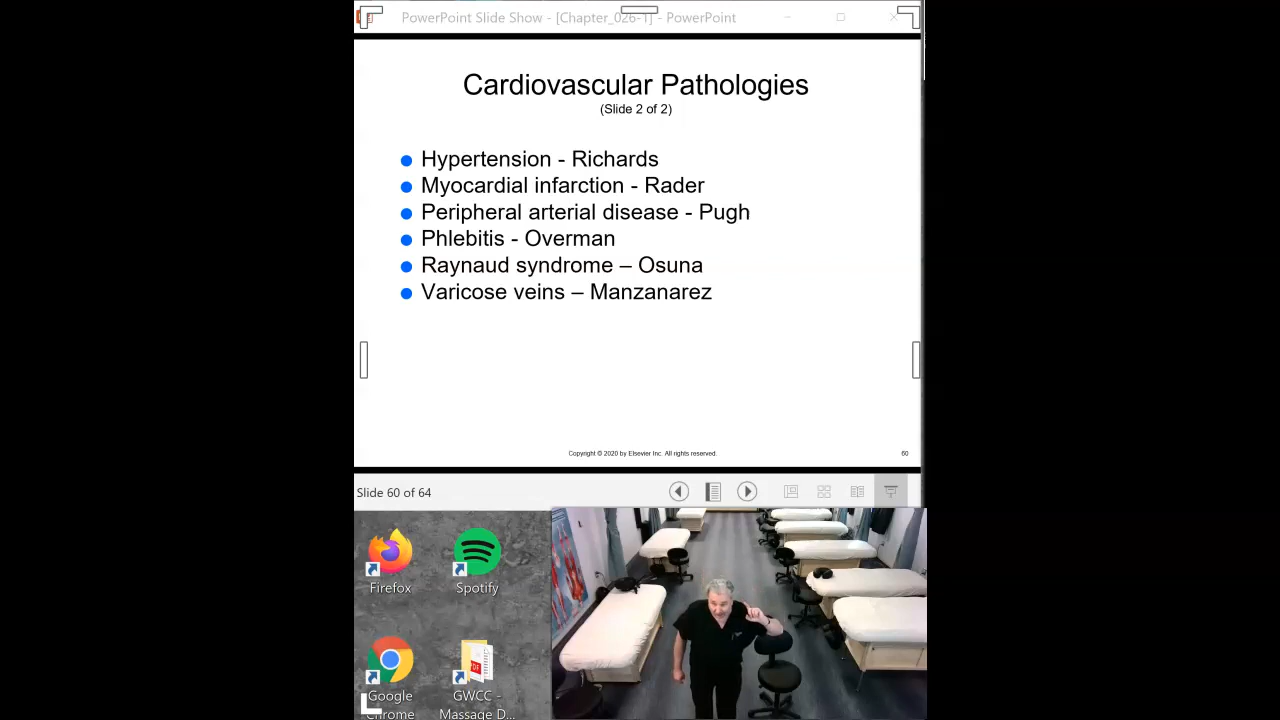 PowerPoint Slide Show - [Chapter_026-1] - PowerPoint
Cardiovascular Pathologies
(Slide 2 of 2)
Hypertension - Richards
Myocardial infarction - Rader
Peripheral arterial disease - Pugh
Phlebitis - Overman
Raynaud syndrome – Osuna
Varicose veins – Manzanarez
Copyright © 2020 by Elsevier Inc. All rights reserved.
60
Slide 60 of 64
Firefox
Spotify
Google
Chrome
GWCC -
Massage D...